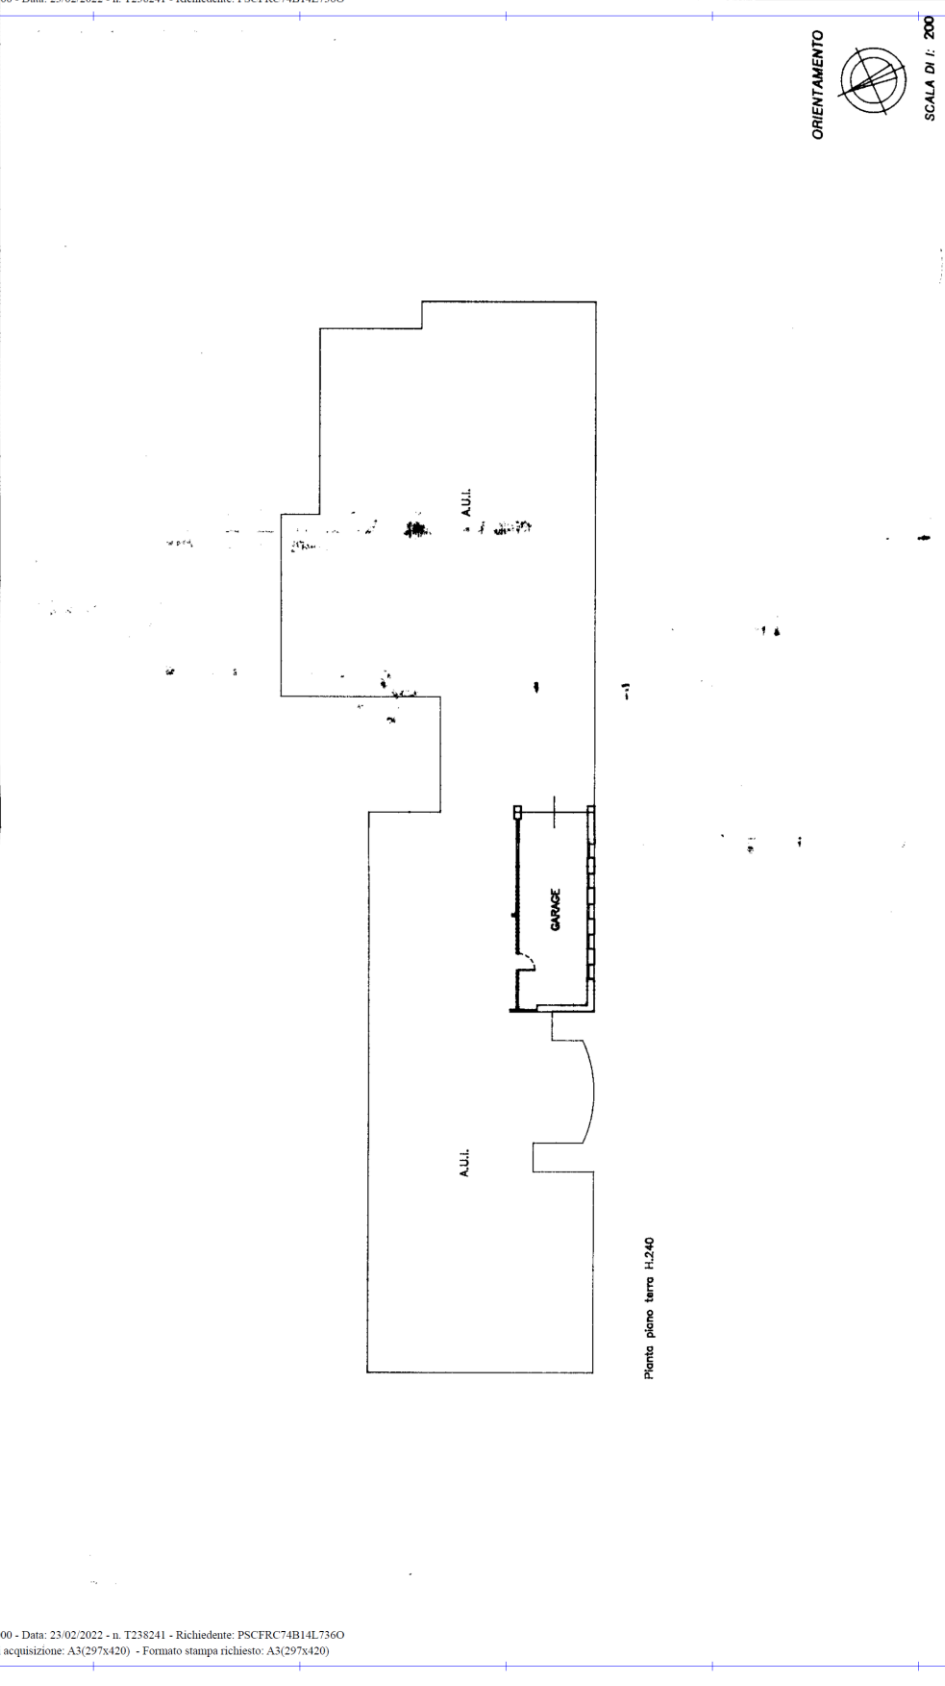 ORIENTAMENTO
SCALA DI 1: 200
A.U.I.
GARAGE
A.U.I.
Pianta piano terra H.240
00 - Data: 23/02/2022 - n. T238241 - Richiedente: PSCFRC74B14L736O
acquisizione: A3(297x420) - Formato stampa richiesto: A3(297x420)